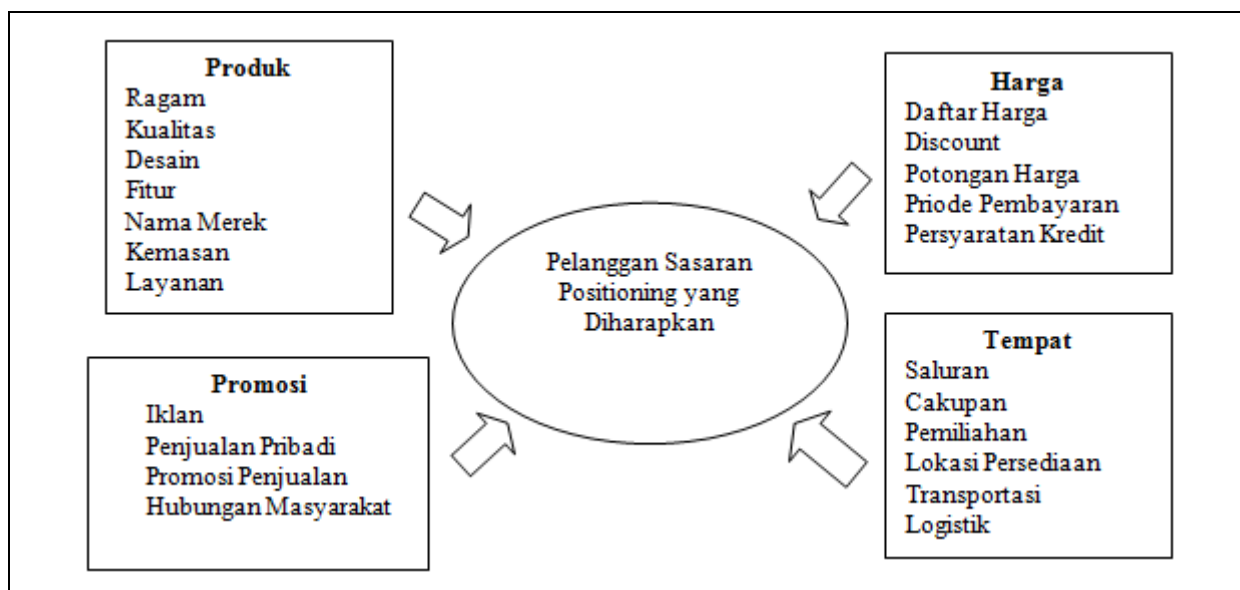 Produk
Ragam
Kualitas
Desain
Fitur
Nama Merek
Kemasan
Layanan
Harga
Daftar Harga
Discount
Potongan Harga
Priode Pembayaran
Persyaratan Kredit
Pelanggan Sasaran
Positioning yang
Diharapkan
Promosi
Iklan
Penjualan Pribadi
Promosi Penjualan
Hubungan Masyarakat
Tempat
Saluran
Cakupan
Pemiliahan
Lokasi Persediaan
Transportasi
Logistik